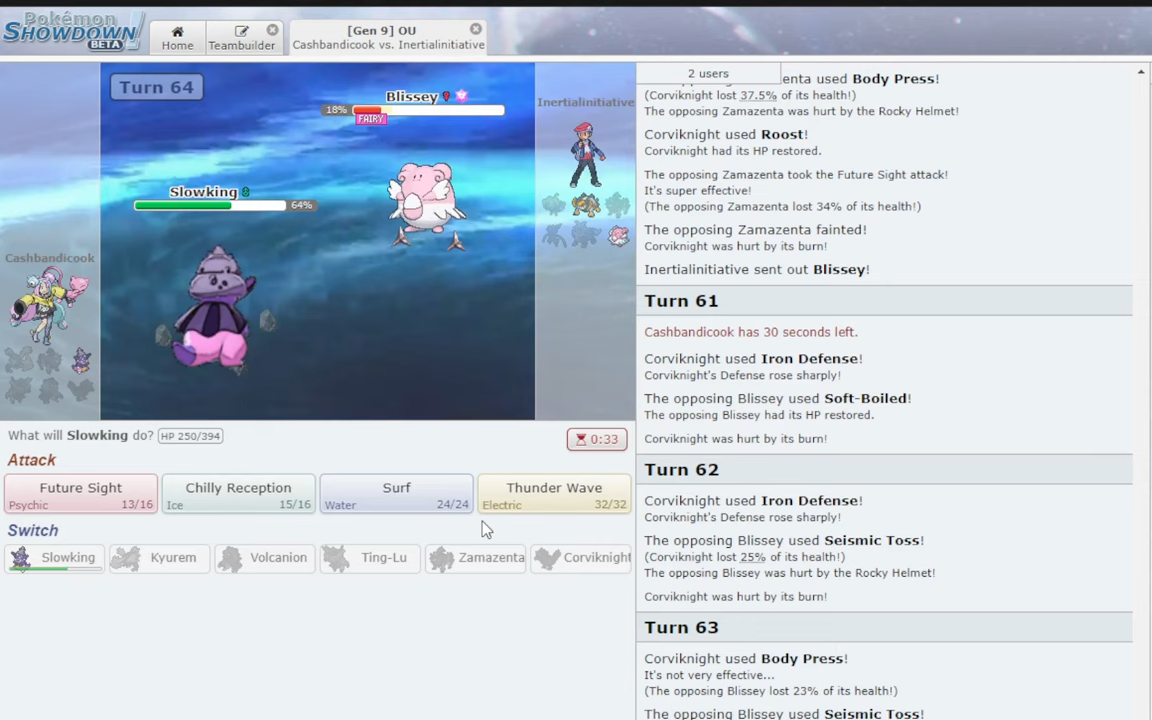 Pokémon
SHOWDOWN
BETA
Home
Teambuilder
[Gen 9] OU
Cashbandicook vs. Inertialinitiative
Turn 64
Blissey
18%
FAIRY
Slowking
64%
Cashbandicook
Inertialinitiative
2 users
enta used Body Press!
(Corviknight lost 37.5% of its health!)
The opposing Zamazenta was hurt by the Rocky Helmet!
Corviknight used Roost!
Corviknight had its HP restored.
The opposing Zamazenta took the Future Sight attack!
It's super effective!
(The opposing Zamazenta lost 34% of its health!)
The opposing Zamazenta fainted!
Corviknight was hurt by its burn!
Inertialinitiative sent out Blissey!
Turn 61
Cashbandicook has 30 seconds left.
Corviknight used Iron Defense!
Corviknight's Defense rose sharply!
The opposing Blissey used Soft-Boiled!
The opposing Blissey had its HP restored.
Corviknight was hurt by its burn!
Turn 62
Corviknight used Iron Defense!
Corviknight's Defense rose sharply!
The opposing Blissey used Seismic Toss!
(Corviknight lost 25% of its health!)
The opposing Blissey was hurt by the Rocky Helmet!
Corviknight was hurt by its burn!
Turn 63
Corviknight used Body Press!
It's not very effective...
(The opposing Blissey lost 23% of its health!)
The opposing Blissey used Seismic Toss!
What will Slowking do? HP 250/394
0:33
Attack
Future Sight
Psychic 13/16
Chilly Reception
Ice 15/16
Surf
Water 24/24
Thunder Wave
Electric 32/32
Switch
Slowking
Kyurem
Volcanion
Ting-Lu
Zamazenta
Corviknight